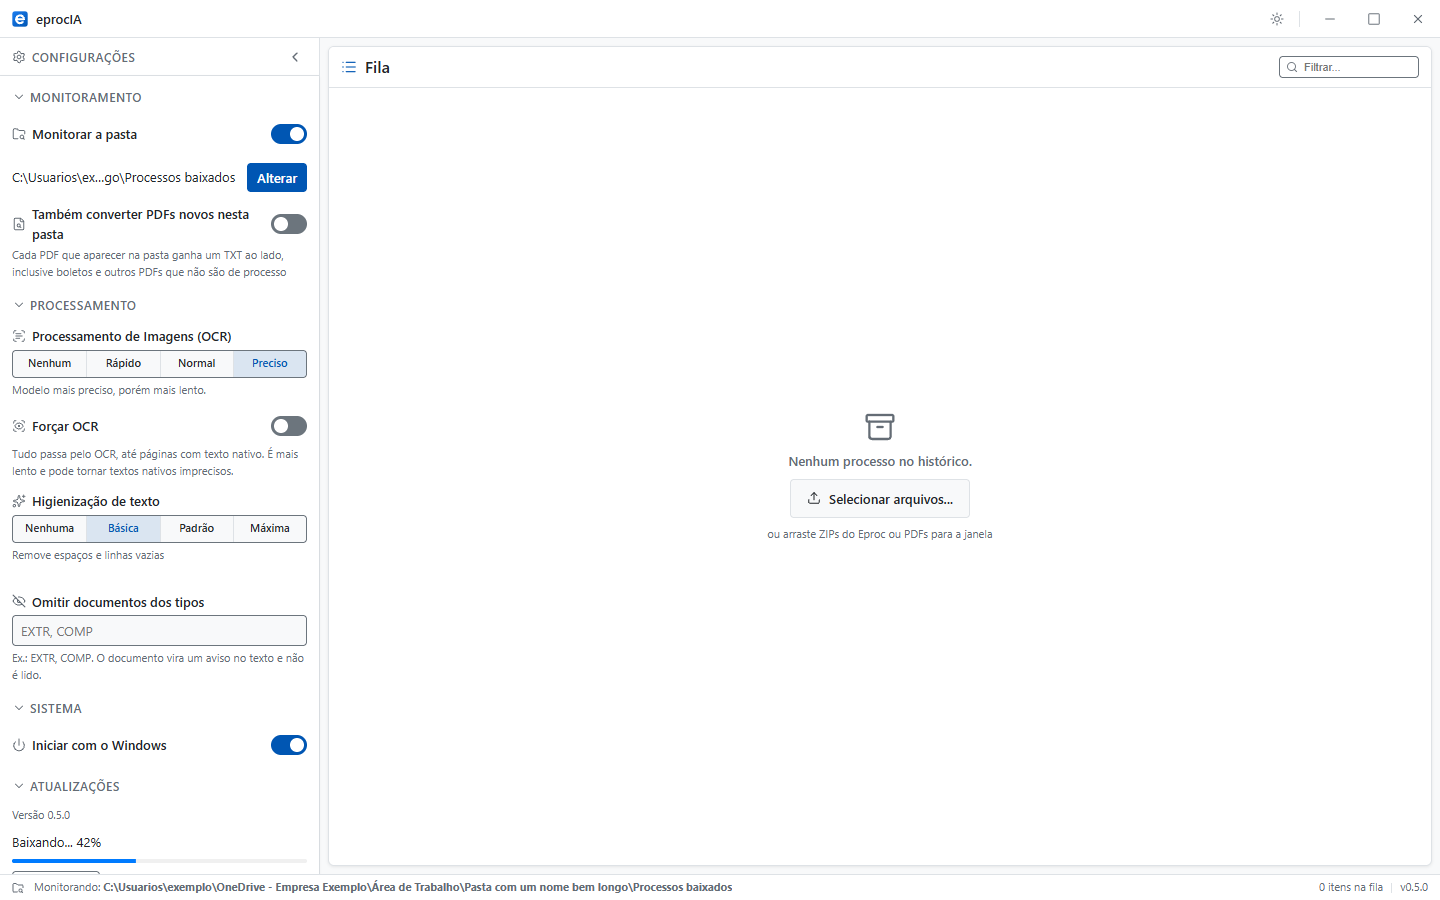 eprocIA
CONFIGURAÇÕES
MONITORAMENTO
Monitorar a pasta
C:\Usuarios\ex...go\Processos baixados
Alterar
Também converter PDFs novos nesta
pasta
Cada PDF que aparecer na pasta ganha um TXT ao lado,
inclusive boletos e outros PDFs que não são de processo
PROCESSAMENTO
Processamento de Imagens (OCR)
Nenhum Rápido Normal Preciso
Modelo mais preciso, porém mais lento.
Forçar OCR
Tudo passa pelo OCR, até páginas com texto nativo. É mais
lento e pode tornar textos nativos imprecisos.
Higienização de texto
Nenhuma Básica Padrão Máxima
Remove espaços e linhas vazias
Omitir documentos dos tipos
EXTR, COMP
Ex.: EXTR, COMP. O documento vira um aviso no texto e não
é lido.
SISTEMA
Iniciar com o Windows
ATUALIZAÇÕES
Versão 0.5.0
Baixando... 42%
Fila
Filtrar...
Nenhum processo no histórico.
Selecionar arquivos...
ou arraste ZIPs do Eproc ou PDFs para a janela
Monitorando: C:\Usuarios\exemplo\OneDrive - Empresa Exemplo\Área de Trabalho\Pasta com um nome bem longo\Processos baixados
0 itens na fila
v0.5.0